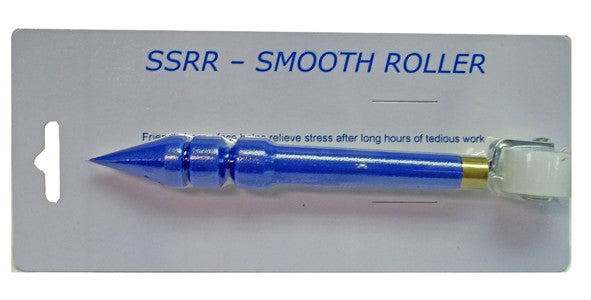 SSRR – SMOOTH ROLLER
relieve stress after long hours of tedious work